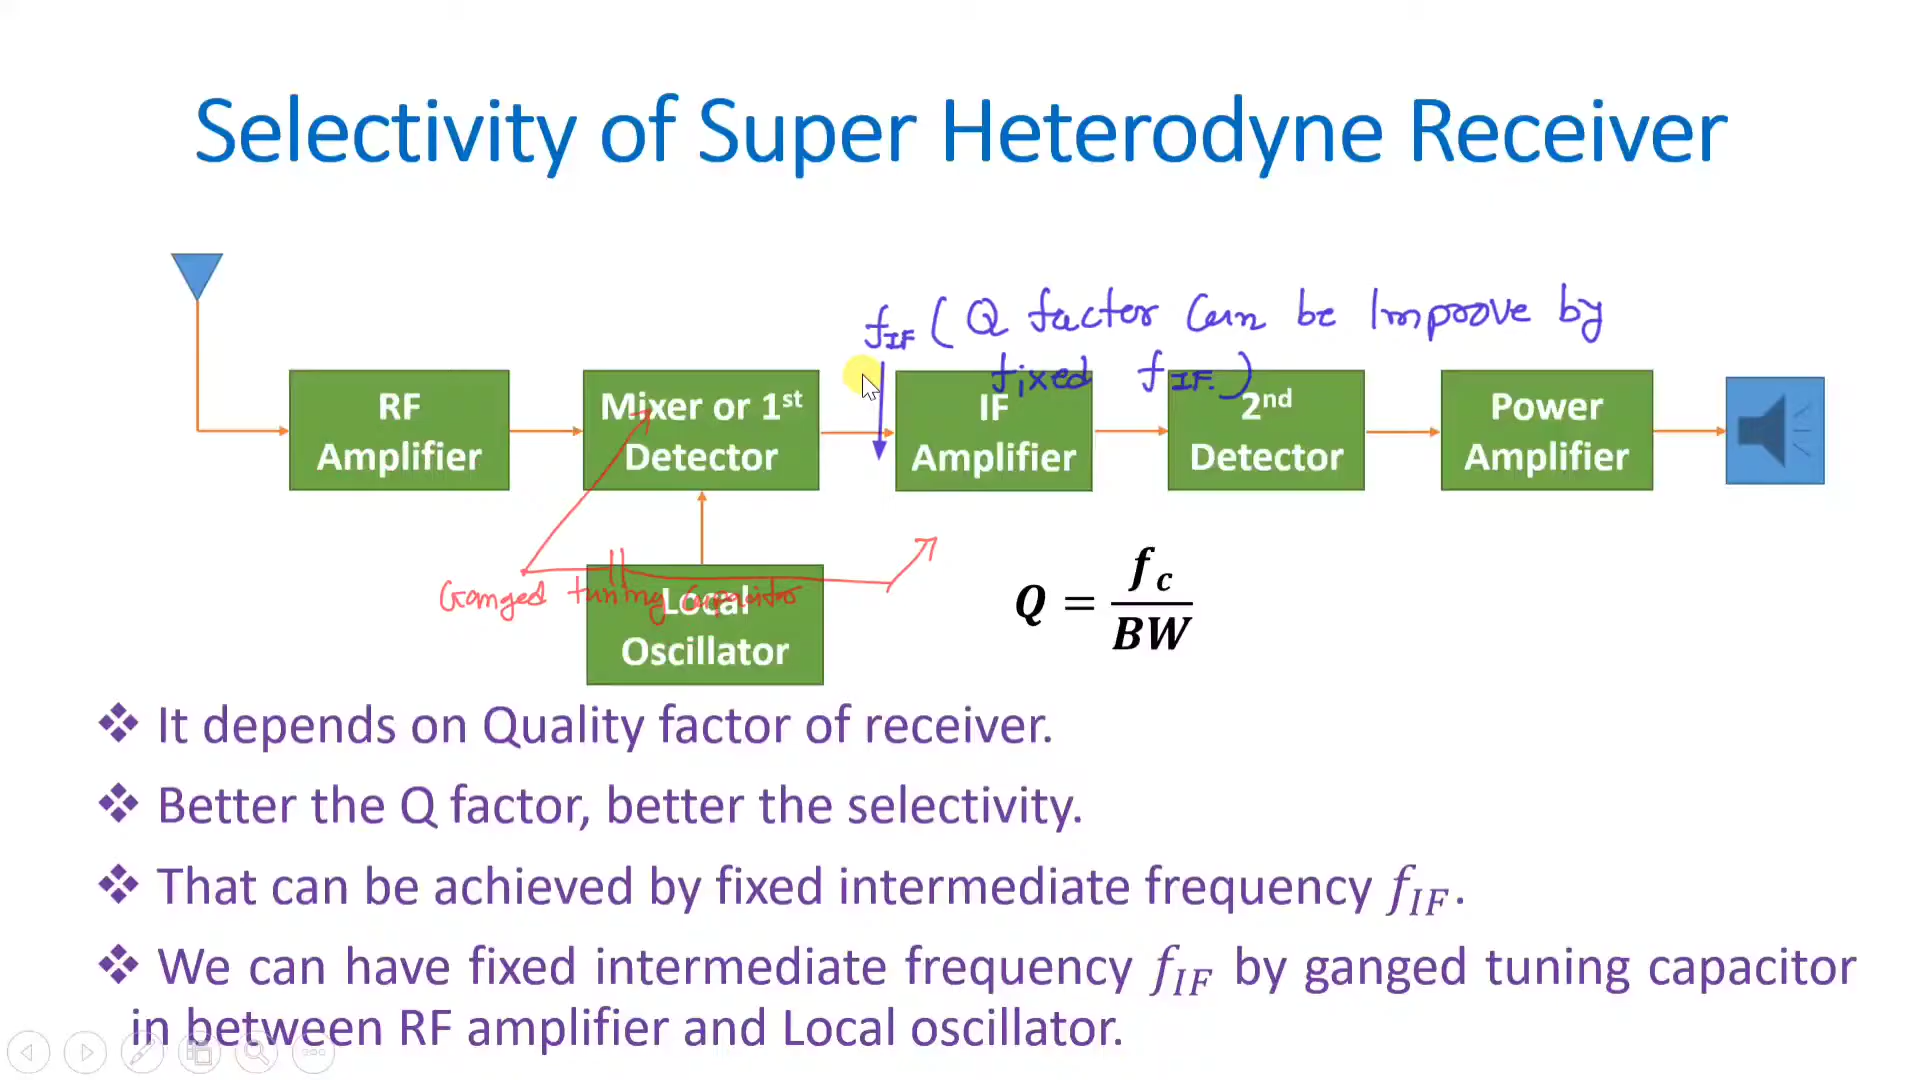 Selectivity of Super Heterodyne Receiver
fIF (Q factor can be Improve by
fixed fIF.)
RF
Amplifier
Mixer or 1st
Detector
IF
Amplifier
2nd
Detector
Power
Amplifier
Ganged tuning Capacitor
Local
Oscillator
Q = fc / BW
❖ It depends on Quality factor of receiver.
❖ Better the Q factor, better the selectivity.
❖ That can be achieved by fixed intermediate frequency fIF.
❖ We can have fixed intermediate frequency fIF by ganged tuning capacitor
in between RF amplifier and Local oscillator.